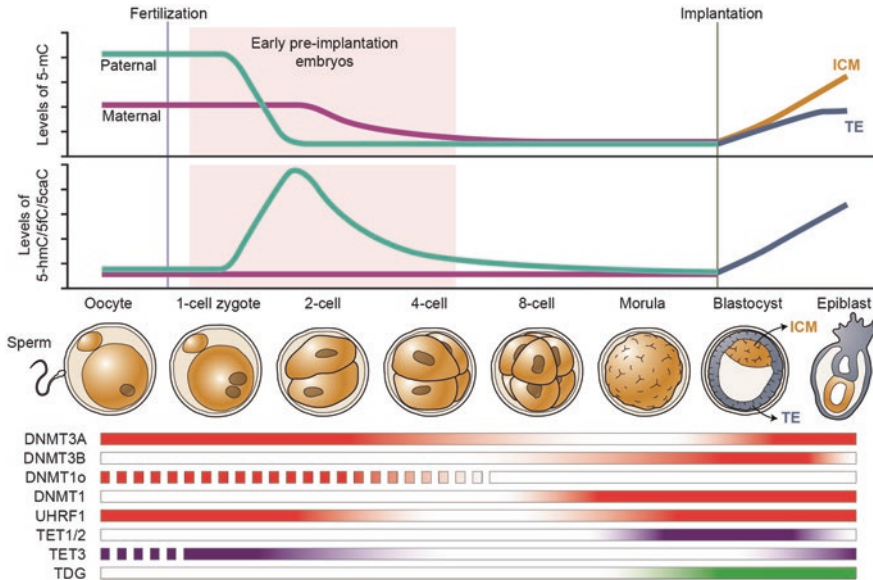 Fertilization
Implantation
Early pre-implantation
embryos
Levels of 5-mC
Paternal
Maternal
ICM
TE
Levels of
5-hmC/5fC/5caC
Oocyte
1-cell zygote
2-cell
4-cell
8-cell
Morula
Blastocyst
Epiblast
Sperm
ICM
TE
DNMT3A
DNMT3B
DNMT1o
DNMT1
UHRF1
TET1/2
TET3
TDG